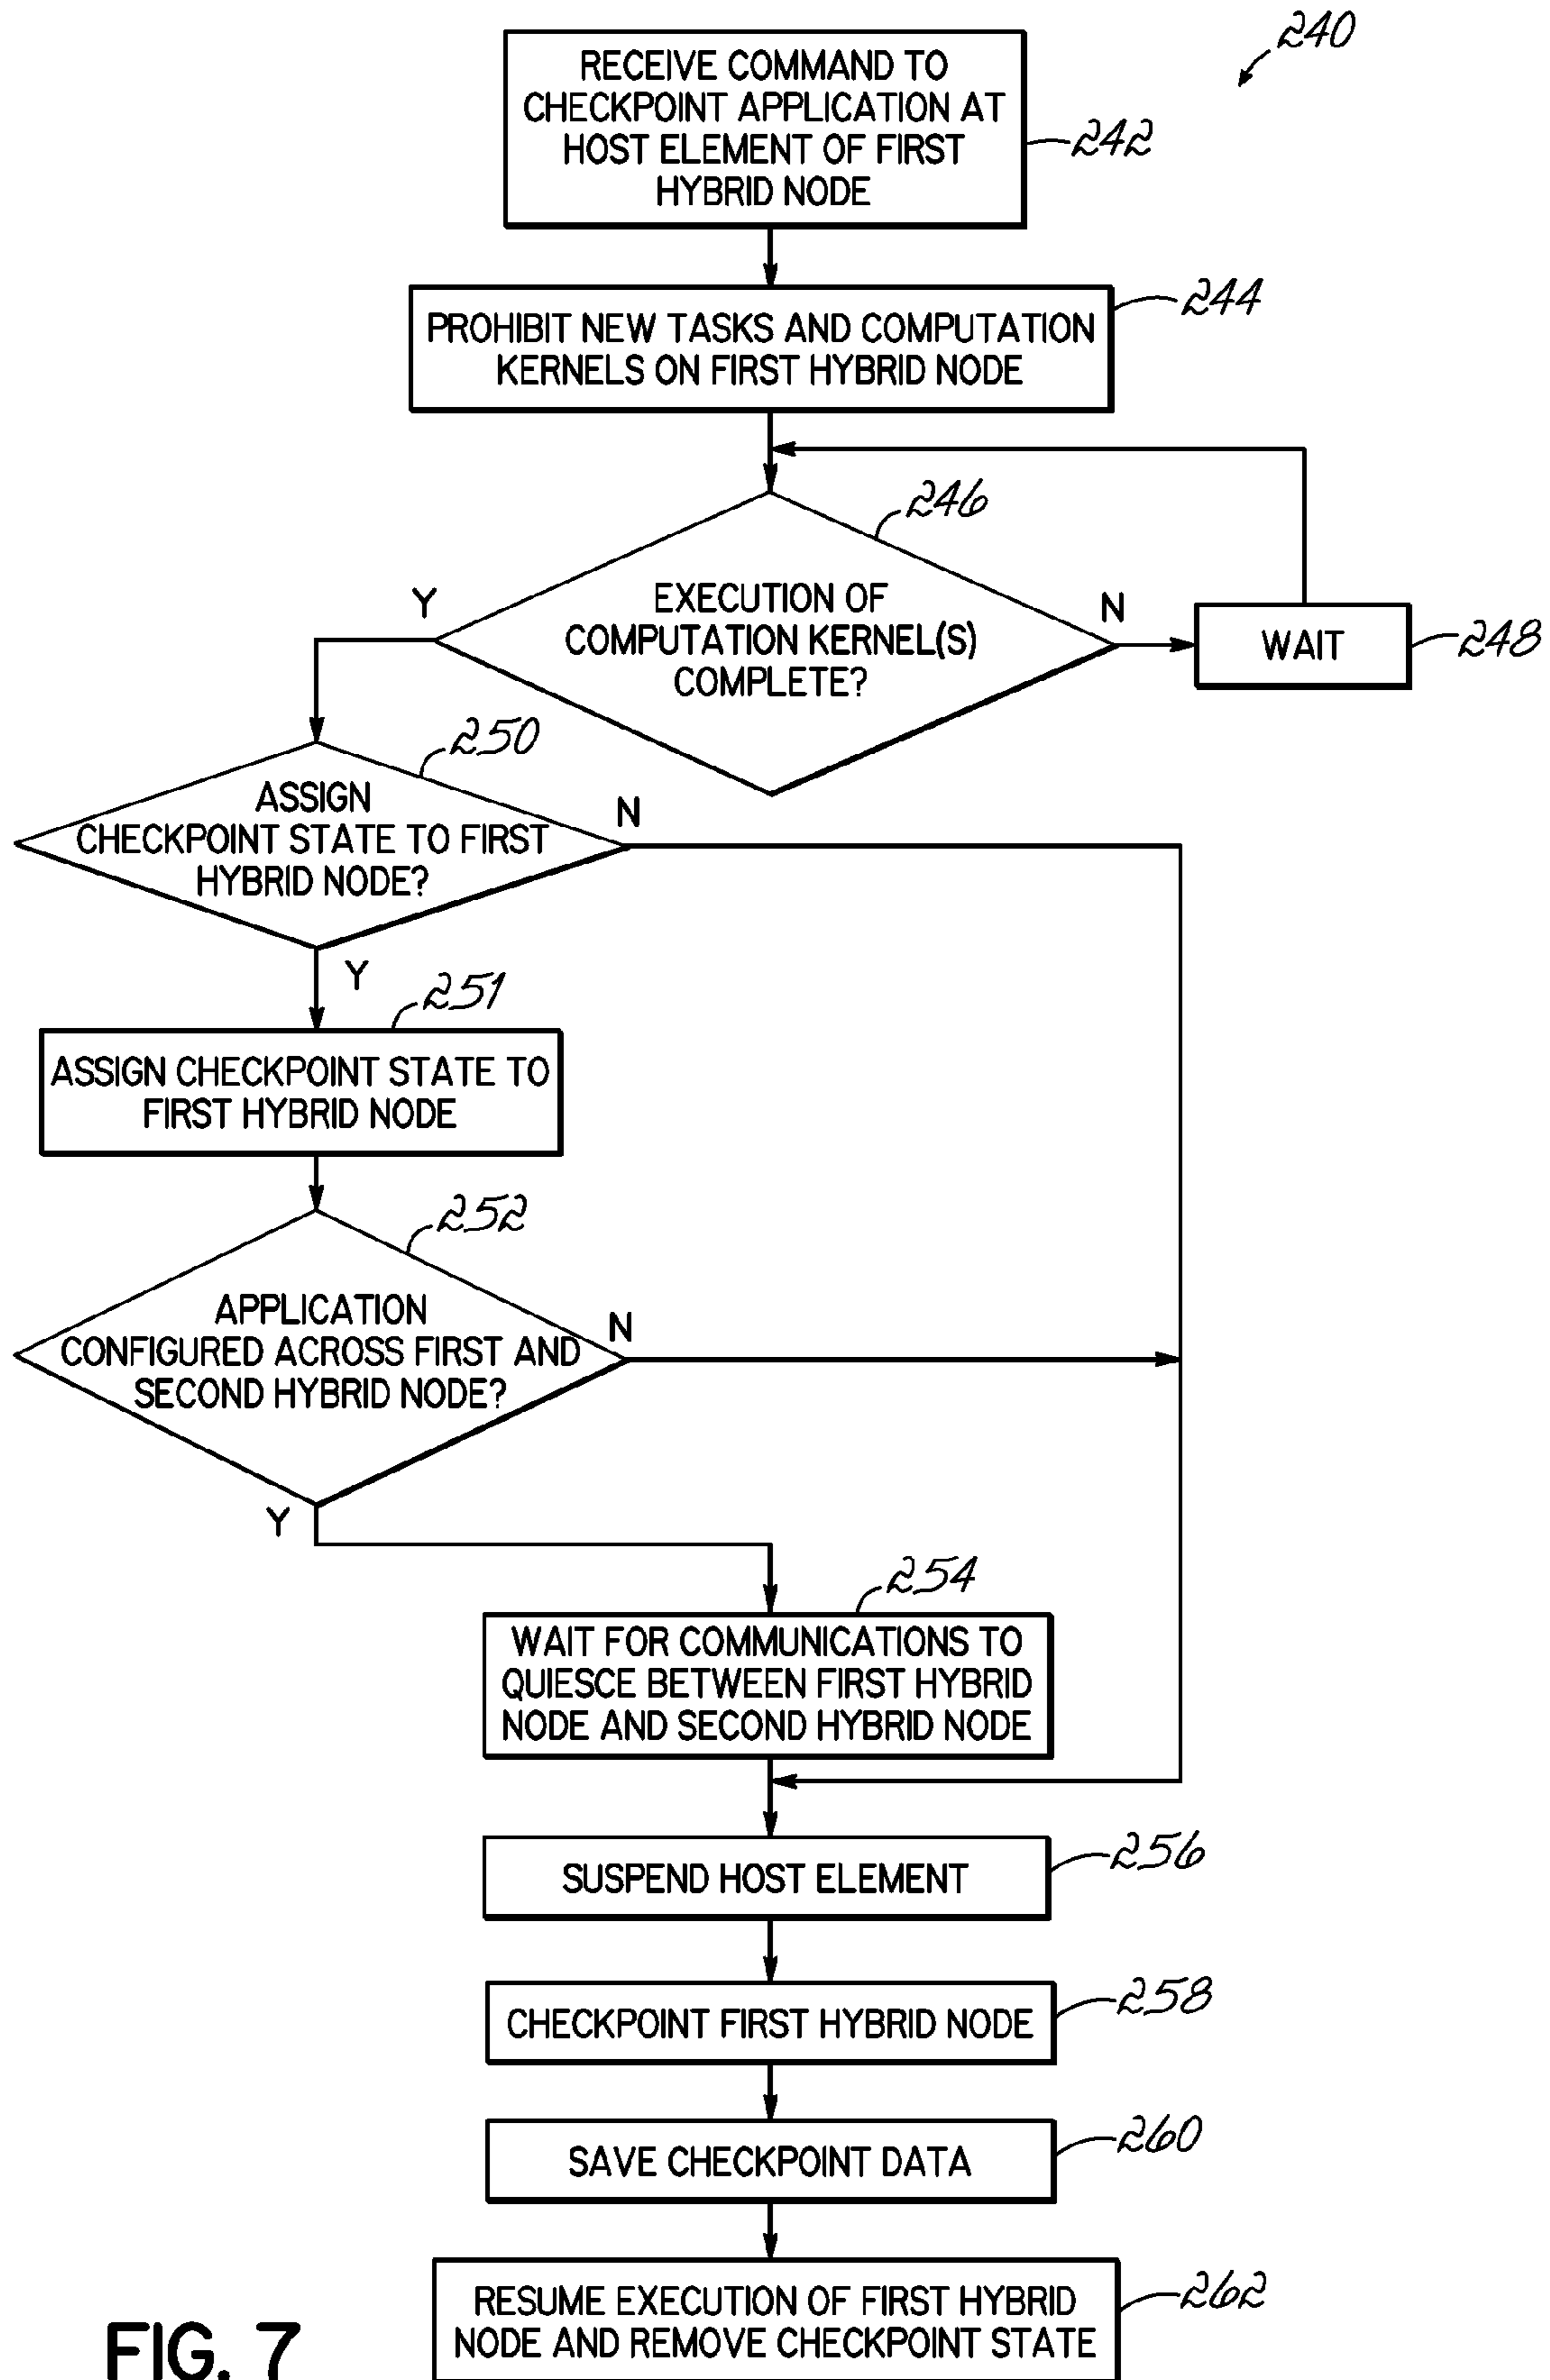 240
RECEIVE COMMAND TO
CHECKPOINT APPLICATION AT
HOST ELEMENT OF FIRST
HYBRID NODE
242
PROHIBIT NEW TASKS AND COMPUTATION
KERNELS ON FIRST HYBRID NODE
244
246
EXECUTION OF
COMPUTATION KERNEL(S)
COMPLETE?
Y
N
WAIT
248
250
ASSIGN
CHECKPOINT STATE TO FIRST
HYBRID NODE?
N
Y
251
ASSIGN CHECKPOINT STATE TO
FIRST HYBRID NODE
252
APPLICATION
CONFIGURED ACROSS FIRST AND
SECOND HYBRID NODE?
N
Y
254
WAIT FOR COMMUNICATIONS TO
QUIESCE BETWEEN FIRST HYBRID
NODE AND SECOND HYBRID NODE
SUSPEND HOST ELEMENT
256
CHECKPOINT FIRST HYBRID NODE
258
SAVE CHECKPOINT DATA
260
RESUME EXECUTION OF FIRST HYBRID
NODE AND REMOVE CHECKPOINT STATE
262
FIG. 7